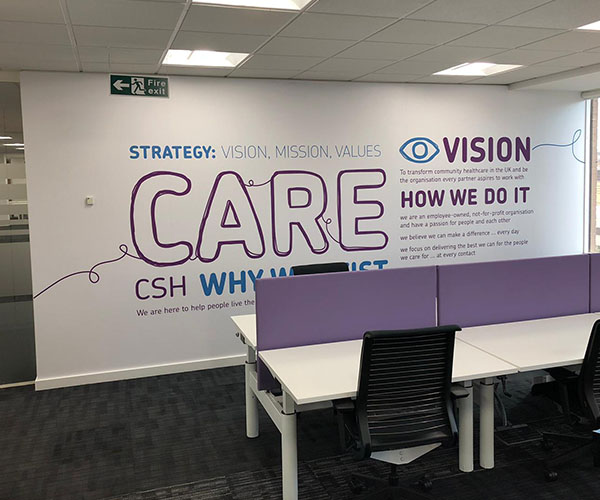 Fire exit
STRATEGY: VISION, MISSION, VALUES
CARE
CSH WHY W
We are here to help people live the
VISION
To transform community healthcare in the UK and be
the organisation every partner aspires to work with
HOW WE DO IT
we are an employee-owned, not-for-profit organisation
and have a passion for people and each other
we believe we can make a difference ... every day
we focus on delivering the best we can for the people
we care for ... at every contact